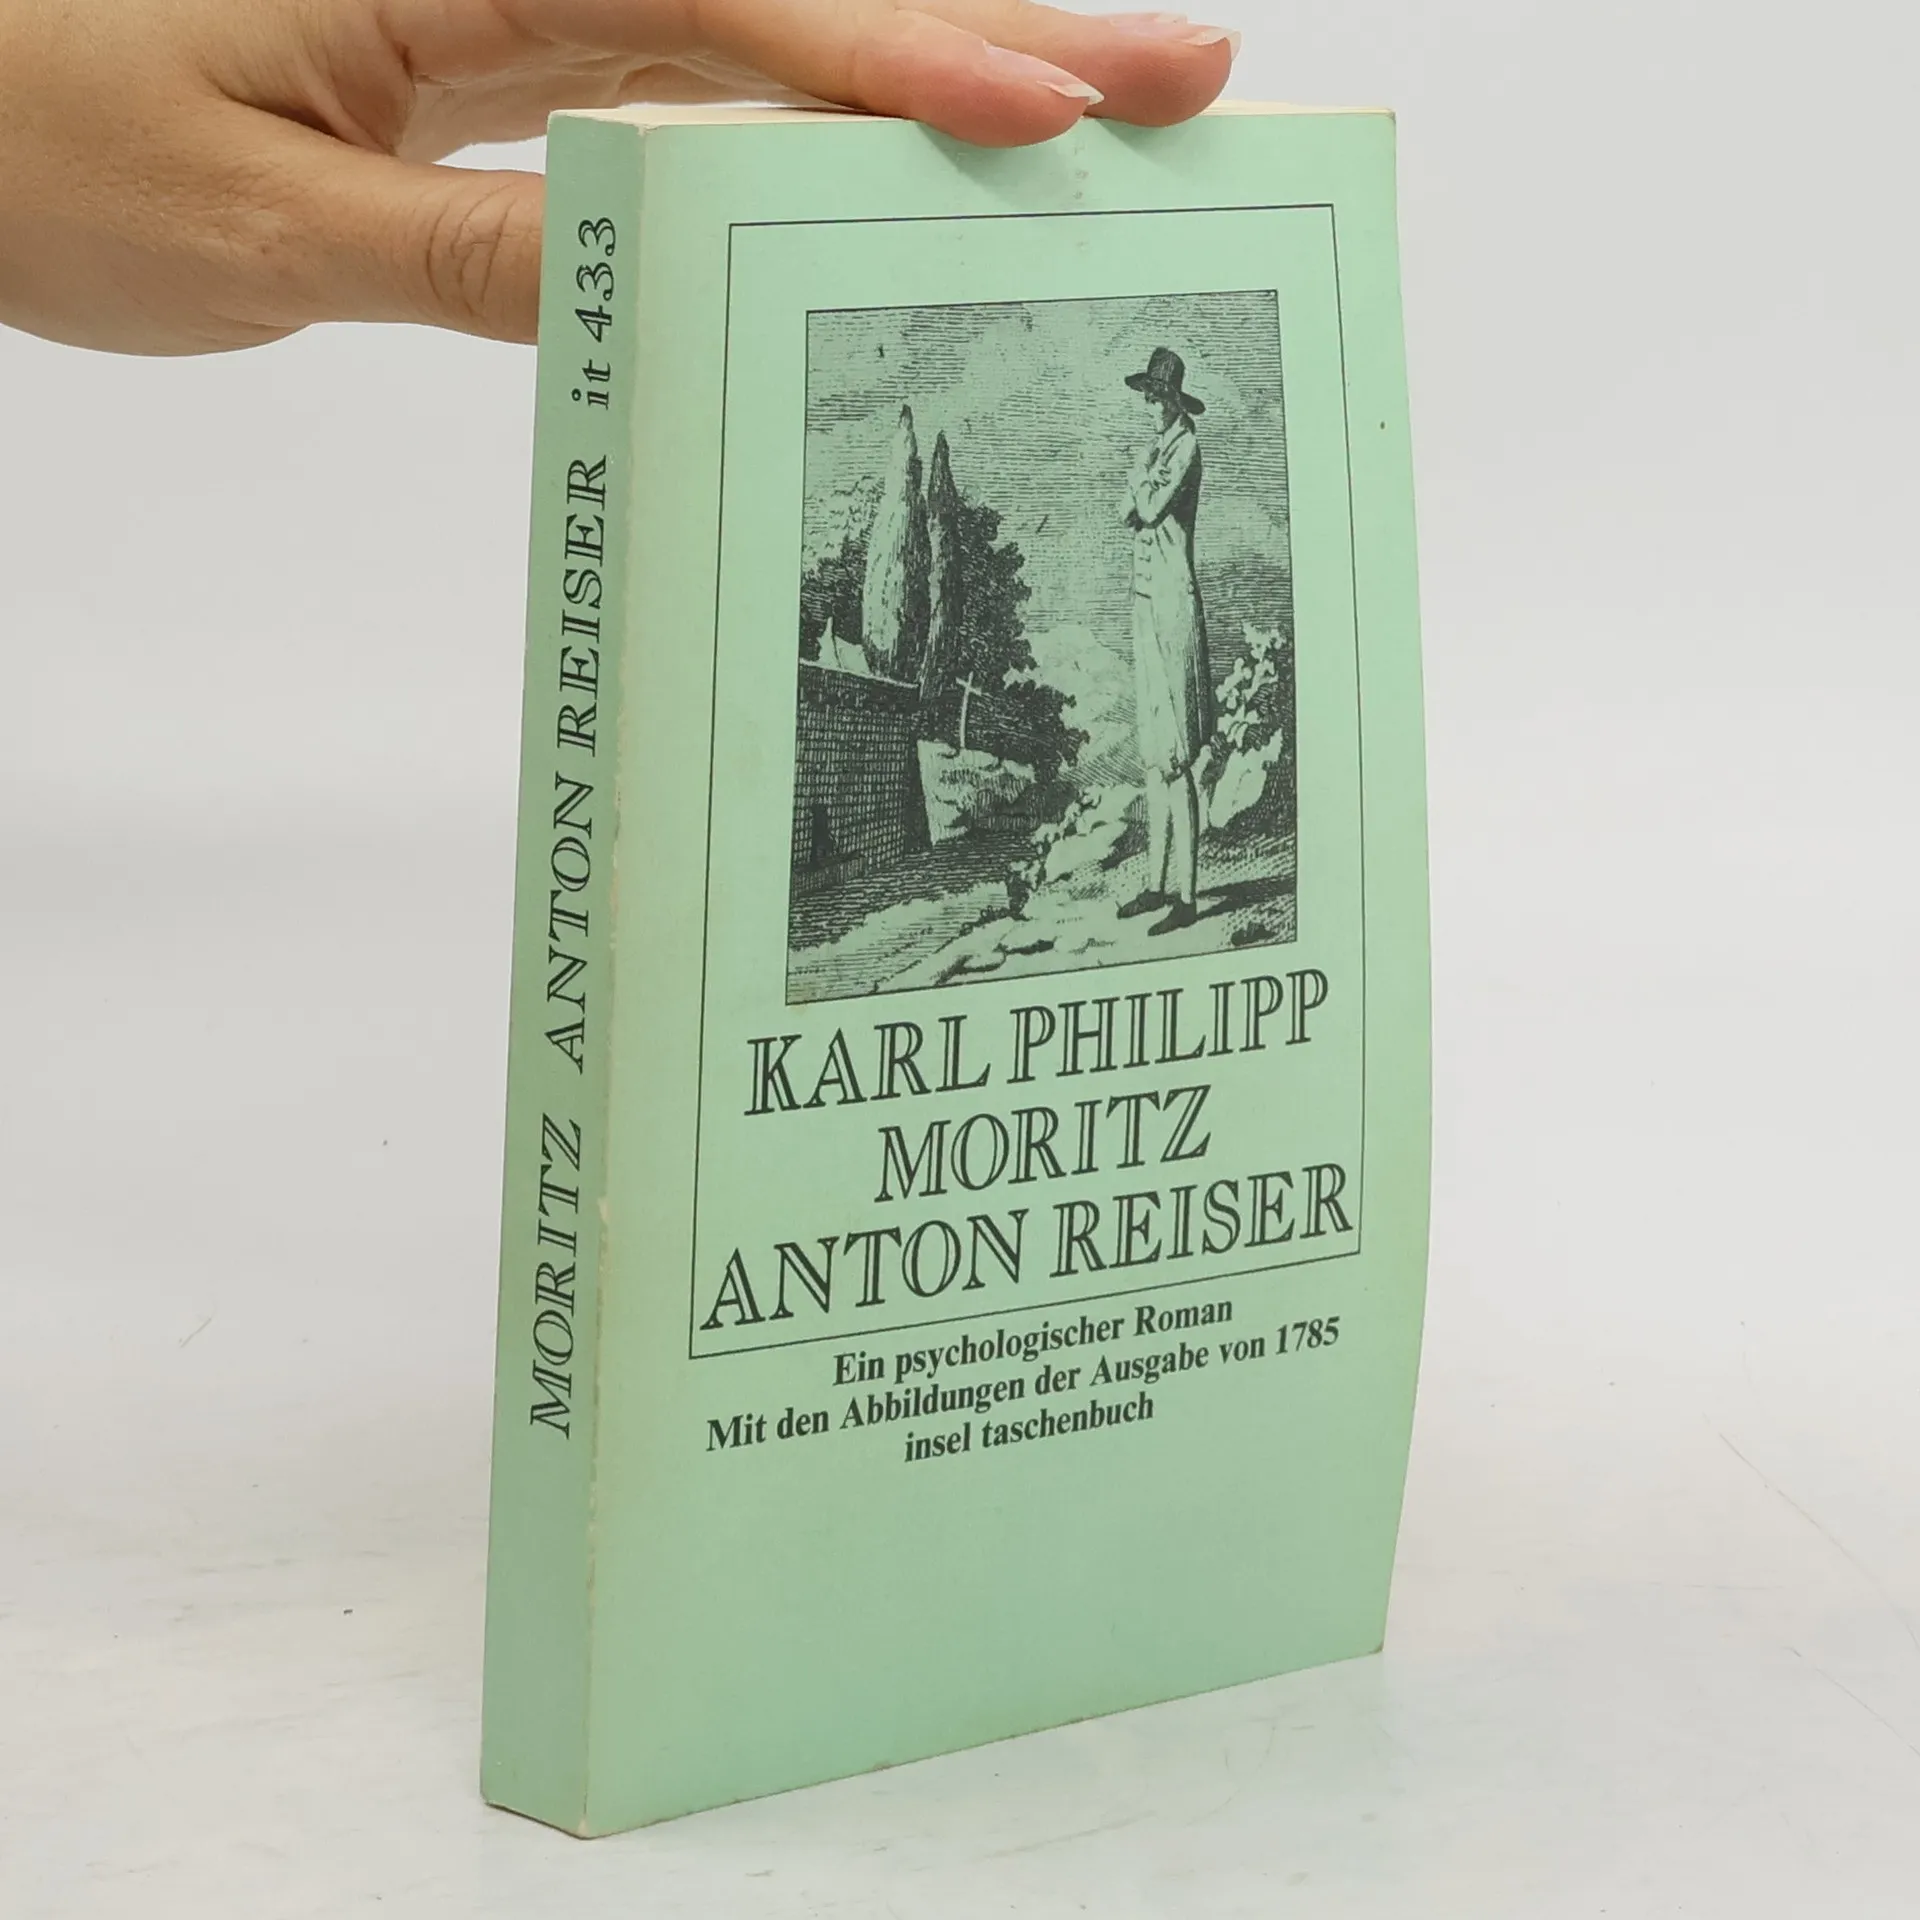 MORITZ ANTON REISER it 433
KARL PHILIPP
MORITZ
ANTON REISER
Ein psychologischer Roman
Mit den Abbildungen der Ausgabe von 1785
insel taschenbuch